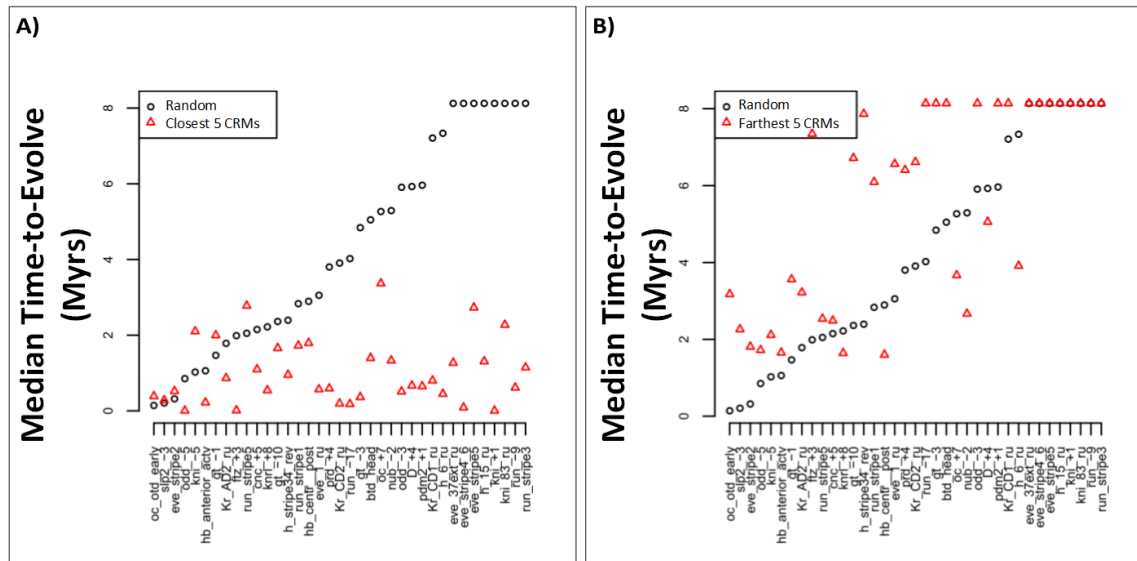 A)
Median Time-to-Evolve
(Myrs)
8
6
4
2
0
Random
Closest 5 CRMs
oc_otd_early
slp2_-3
eve_stripe2
odd_-5
kni_-5
hb_anterior_actv
gt_-1
Kr_AD2_ru
ftz_+3
run_stripe5
cnc_+5
knrl_+8
gt_-10
h_stripe34_rev
run_stripe1
hb_centr_post
eve_1_ru
prd_+4
Kr_CD2_ru
run_-17
gt_-3
btd_head
oc_+7
nub_-2
odd_-3
D_+4
pdm2_+1
Kr_CD1_ru
h_6_ru
eve_37ext_ru
eve_stripe4_6
eve_stripe5
h_15_ru
kni_+1
kni_83_ru
run_-9
run_stripe3
B)
Median Time-to-Evolve
(Myrs)
8
6
4
2
0
Random
Farthest 5 CRMs
oc_otd_early
slp2_-3
eve_stripe2
odd_-5
kni_-5
hb_anterior_actv
gt_-1
Kr_AD2_ru
ftz_+3
run_stripe5
cnc_+5
knrl_+8
gt_-10
h_stripe34_rev
run_stripe1
hb_centr_post
eve_1_ru
prd_+4
Kr_CD2_ru
run_-17
gt_-3
btd_head
oc_+7
nub_-2
odd_-3
D_+4
pdm2_+1
Kr_CD1_ru
h_6_ru
eve_37ext_ru
eve_stripe4_6
eve_stripe5
h_15_ru
kni_+1
kni_83_ru
run_-9
run_stripe3